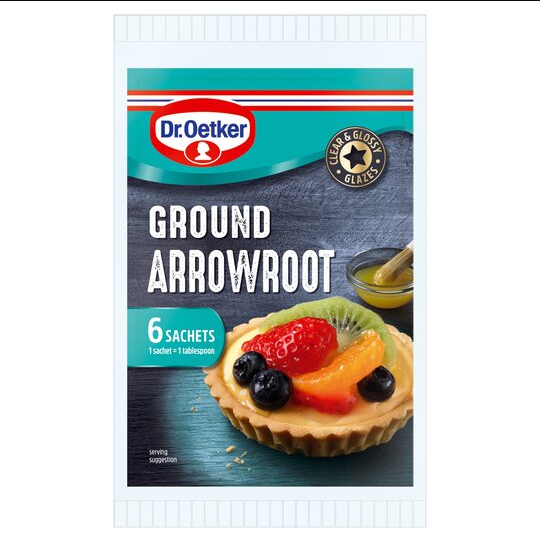 Dr.Oetker
CLEAR & GLOSSY
GLAZES
GROUND
ARROWROOT
6 SACHETS
1 sachet = 1 tablespoon
serving
suggestion